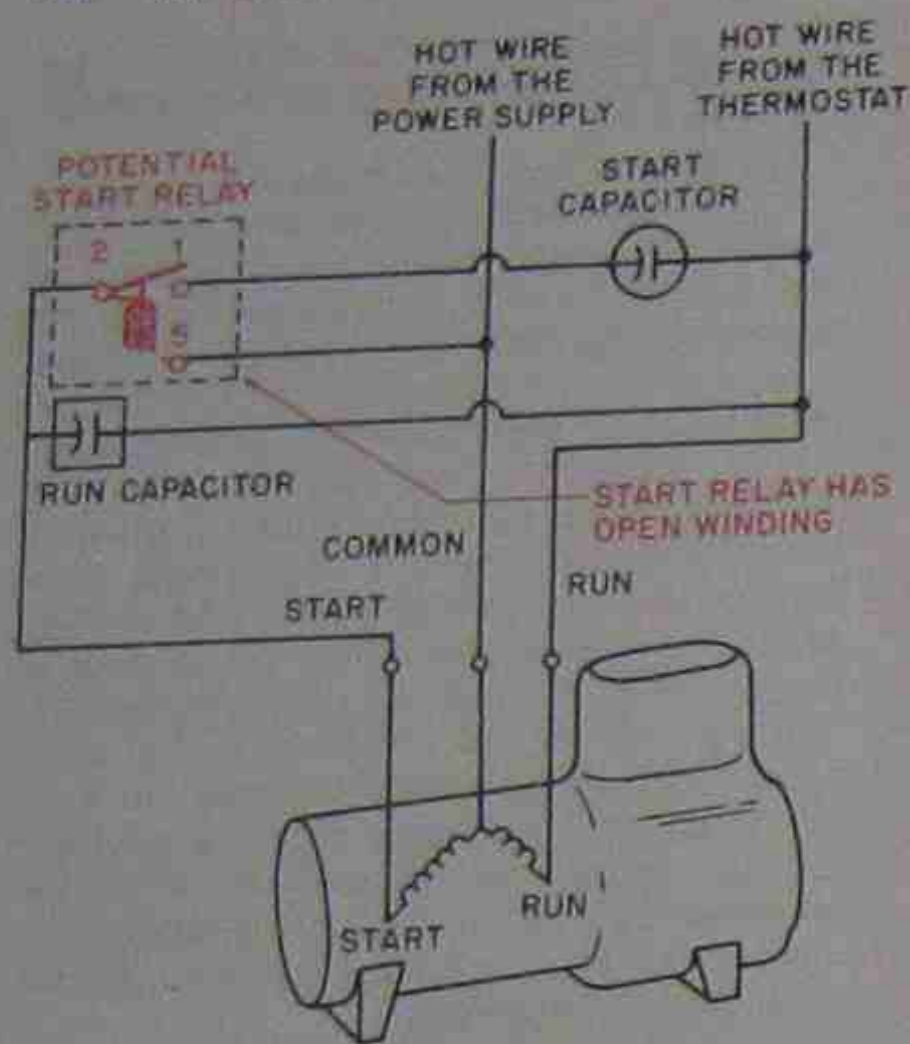 HOT WIRE
FROM THE
POWER SUPPLY
HOT WIRE
FROM THE
THERMOSTAT
POTENTIAL
START RELAY
START
CAPACITOR
2
1
5
RUN CAPACITOR
START RELAY HAS
OPEN WINDING
COMMON
RUN
START
RUN
START